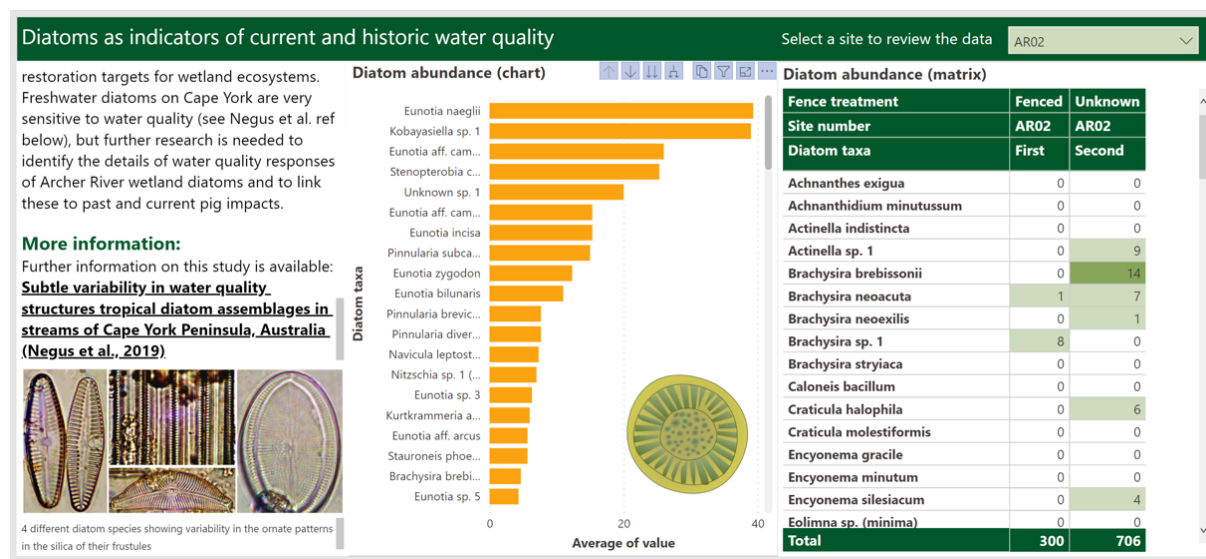 Diatoms as indicators of current and historic water quality
Select a site to review the data
AR02
restoration targets for wetland ecosystems.
Freshwater diatoms on Cape York are very
sensitive to water quality (see Negus et al. ref
below), but further research is needed to
identify the details of water quality responses
of Archer River wetland diatoms and to link
these to past and current pig impacts.
More information:
Further information on this study is available:
Subtle variability in water quality
structures tropical diatom assemblages in
streams of Cape York Peninsula, Australia
(Negus et al., 2019)
4 different diatom species showing variability in the ornate patterns
in the silica of their frustules
Diatom abundance (chart)
Diatom taxa
Eunotia naeglii
Kobayasiella sp. 1
Eunotia aff. cam...
Stenopterobia c...
Unknown sp. 1
Eunotia aff. cam...
Eunotia incisa
Pinnularia subca...
Eunotia zygodon
Eunotia bilunaris
Pinnularia brevic...
Pinnularia diver...
Navicula leptost...
Nitzschia sp. 1 (...
Eunotia sp. 3
Kurtkrammeria a...
Eunotia aff. arcus
Stauroneis phoe...
Brachysira brebi...
Eunotia sp. 5
0 20 40
Average of value
Diatom abundance (matrix)
Fence treatment Fenced Unknown
Site number AR02 AR02
Diatom taxa First Second
Achnanthes exigua 0 0
Achnanthidium minutussum 0 0
Actinella indistincta 0 0
Actinella sp. 1 0 9
Brachysira brebissonii 0 14
Brachysira neoacuta 1 7
Brachysira neoexilis 0 1
Brachysira sp. 1 8 0
Brachysira stryiaca 0 0
Caloneis bacillum 0 0
Craticula halophila 0 6
Craticula molestiformis 0 0
Encyonema gracile 0 0
Encyonema minutum 0 0
Encyonema silesiacum 0 4
Eolimna sp. (minima) 0 0
Total 300 706